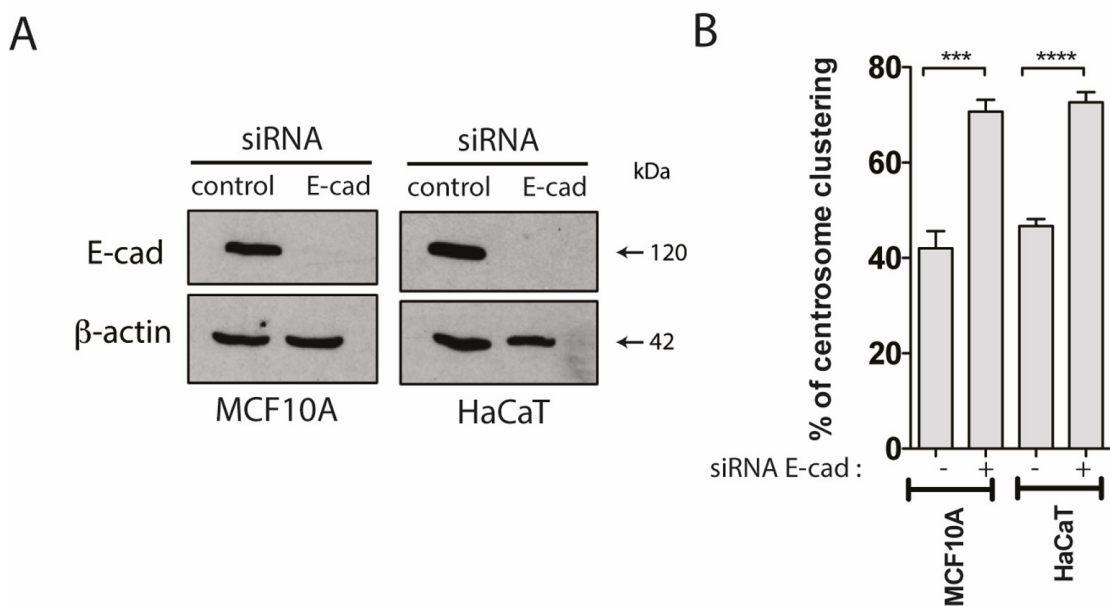 A
siRNA siRNA
control E-cad control E-cad kDa
E-cad ← 120
β-actin ← 42
MCF10A HaCaT
B
% of centrosome clustering
*** ****
80
60
40
20
0
siRNA E-cad : - + - +
MCF10A HaCaT